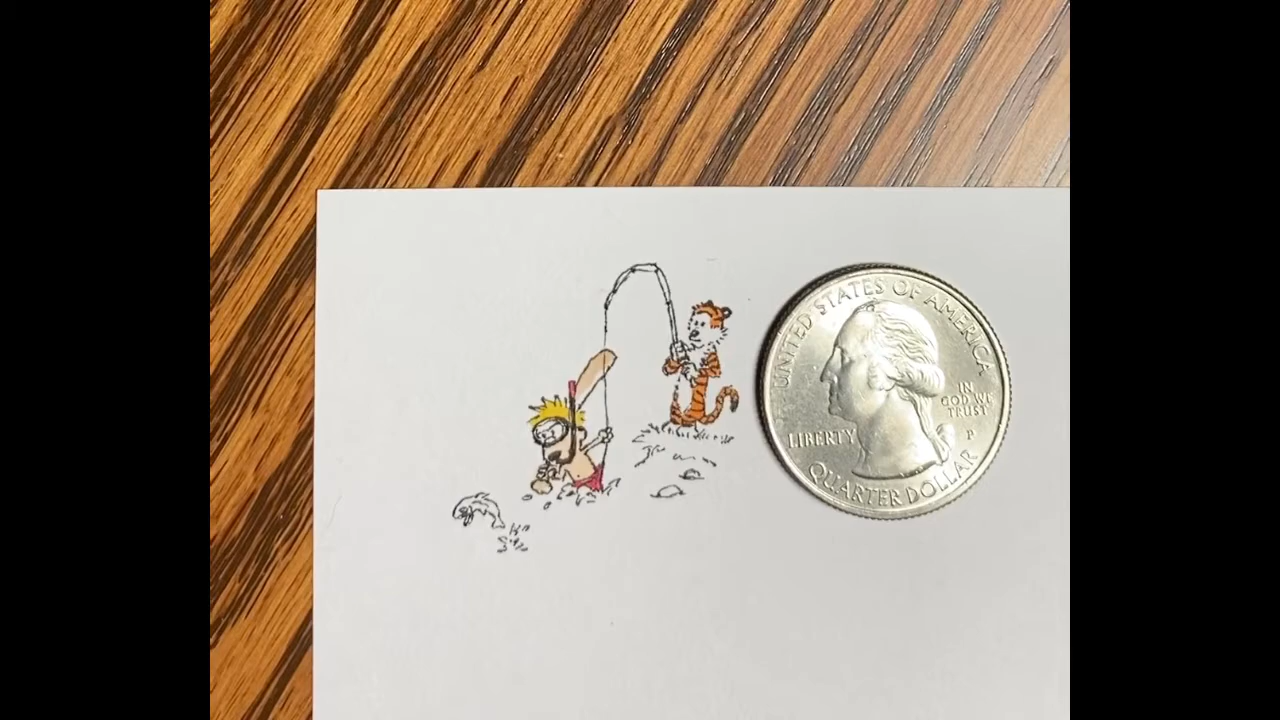 UNITED STATES OF AMERICA
IN
GOD WE
TRUST
LIBERTY
P
QUARTER DOLLAR